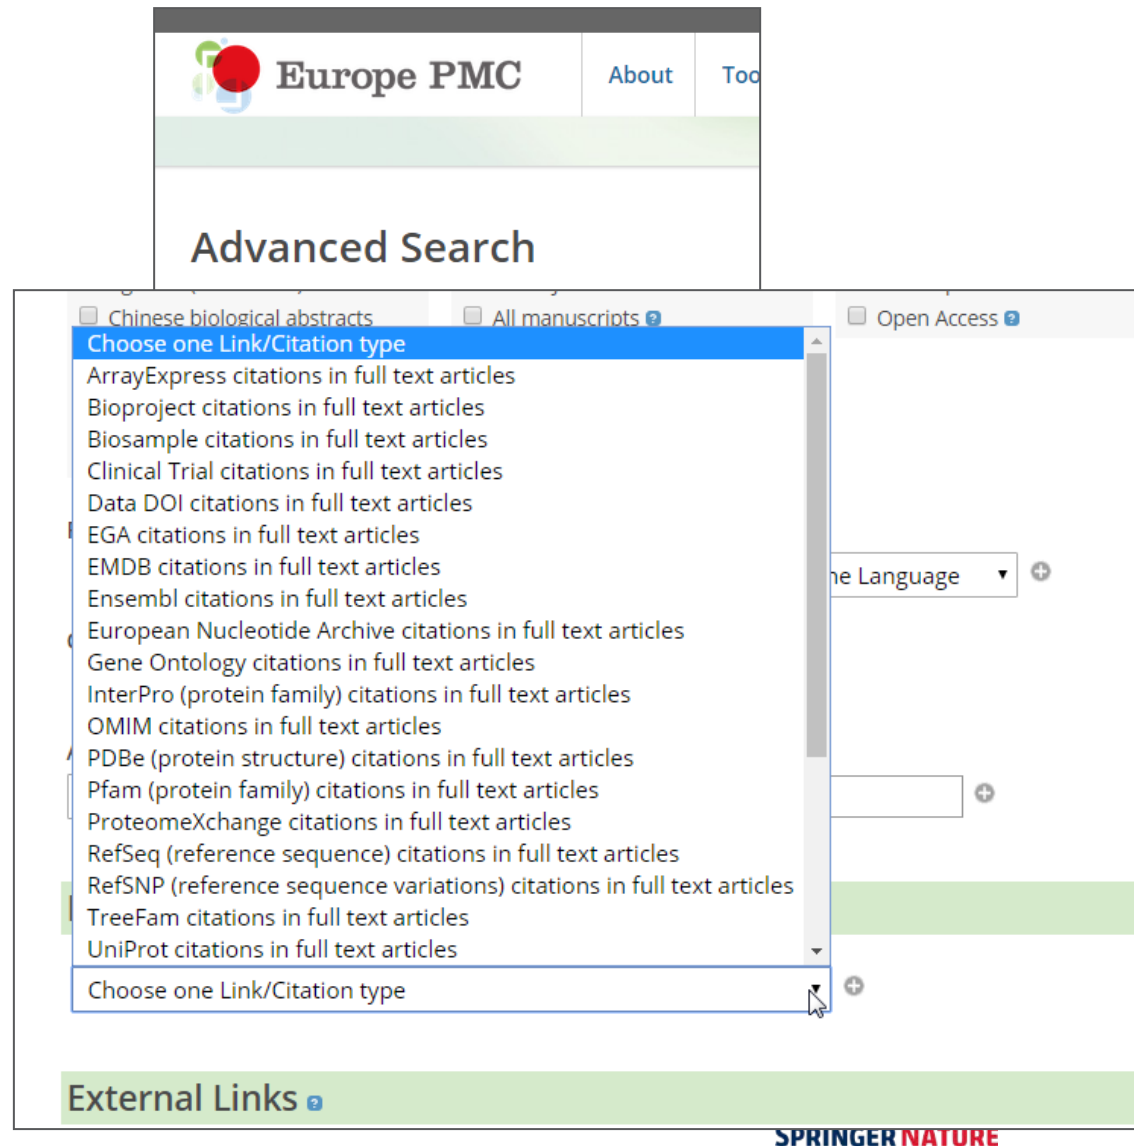 Europe PMC
About
Too
Advanced Search
Chinese biological abstracts
All manuscripts ?
Open Access ?
Choose one Link/Citation type
ArrayExpress citations in full text articles
Bioproject citations in full text articles
Biosample citations in full text articles
Clinical Trial citations in full text articles
Data DOI citations in full text articles
EGA citations in full text articles
EMDB citations in full text articles
Ensembl citations in full text articles
ne Language
European Nucleotide Archive citations in full text articles
Gene Ontology citations in full text articles
InterPro (protein family) citations in full text articles
OMIM citations in full text articles
PDBe (protein structure) citations in full text articles
Pfam (protein family) citations in full text articles
ProteomeXchange citations in full text articles
RefSeq (reference sequence) citations in full text articles
RefSNP (reference sequence variations) citations in full text articles
TreeFam citations in full text articles
UniProt citations in full text articles
Choose one Link/Citation type
External Links ?
SPRINGER NATURE